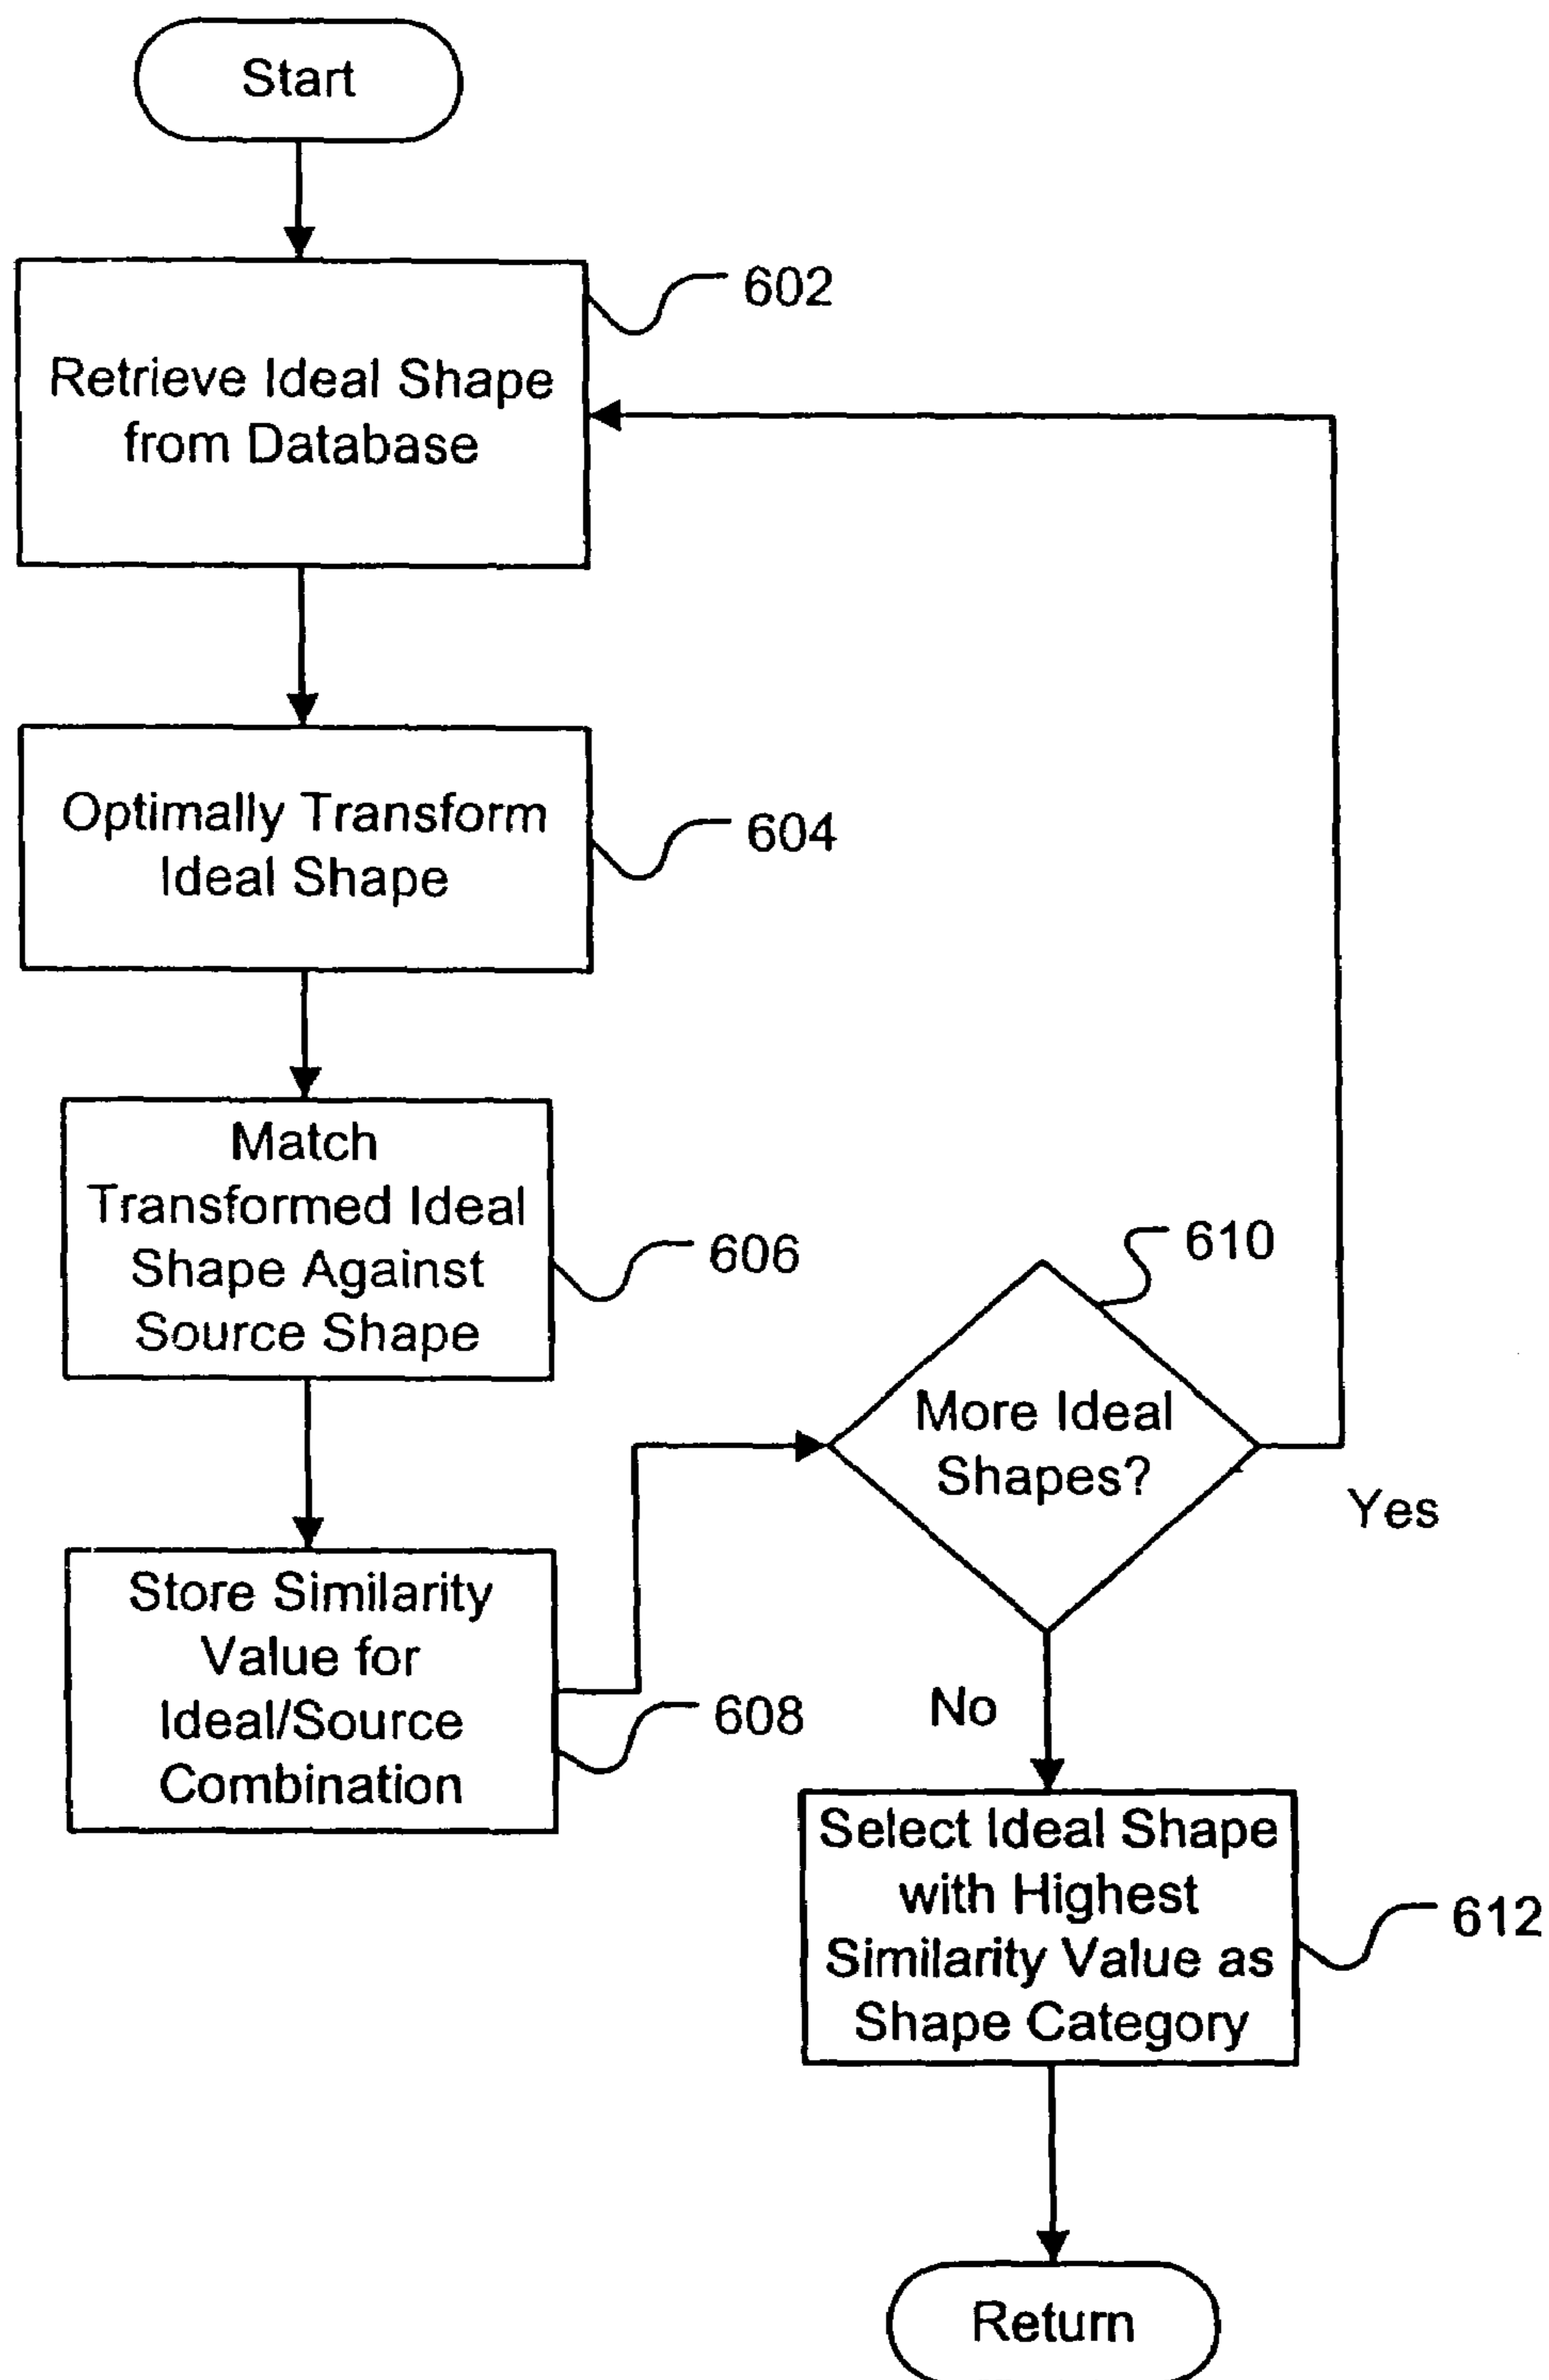 Start
602
Retrieve Ideal Shape
from Database
Optimally Transform
Ideal Shape
604
Match
Transformed Ideal
Shape Against
Source Shape
606
610
More Ideal
Shapes?
Yes
Store Similarity
Value for
Ideal/Source
Combination
608
No
Select Ideal Shape
with Highest
Similarity Value as
Shape Category
612
Return